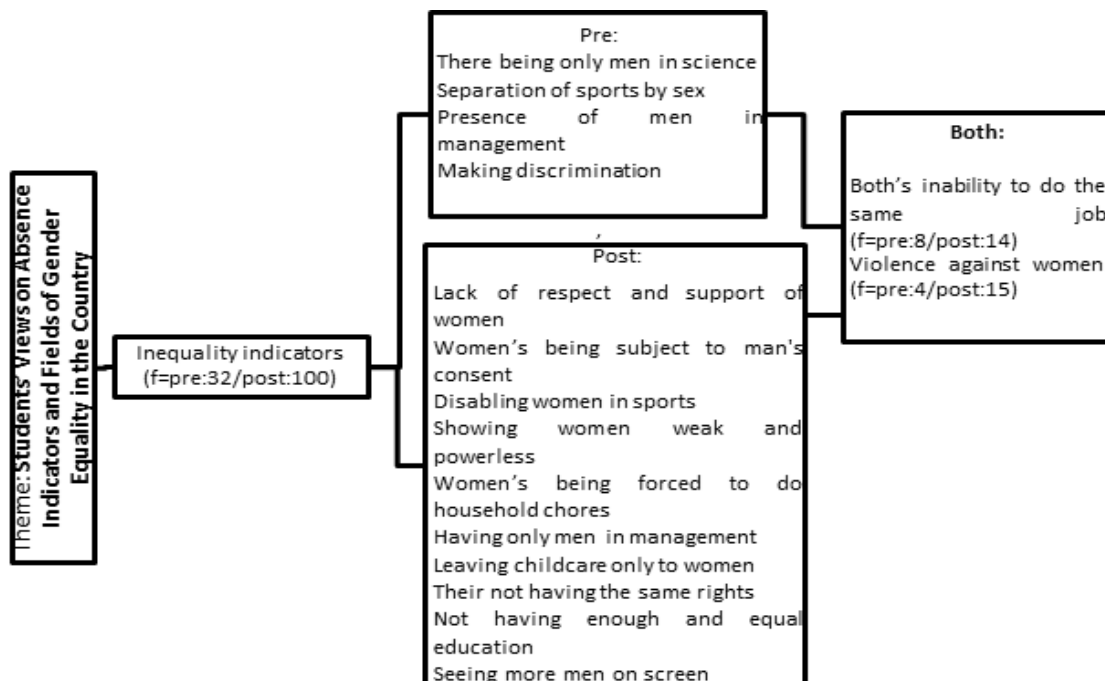 Theme: Students' Views on Absence
Indicators and Fields of Gender
Equality in the Country
Inequality indicators
(f=pre:32/post:100)
Pre:
There being only men in science
Separation of sports by sex
Presence of men in
management
Making discrimination
,
Post:
Lack of respect and support of
women
Women's being subject to man's
consent
Disabling women in sports
Showing women weak and
powerless
Women's being forced to do
household chores
Having only men in management
Leaving childcare only to women
Their not having the same rights
Not having enough and equal
education
Seeing more men on screen
Both:
Both's inability to do the
same job
(f=pre:8/post:14)
Violence against women
(f=pre:4/post:15)